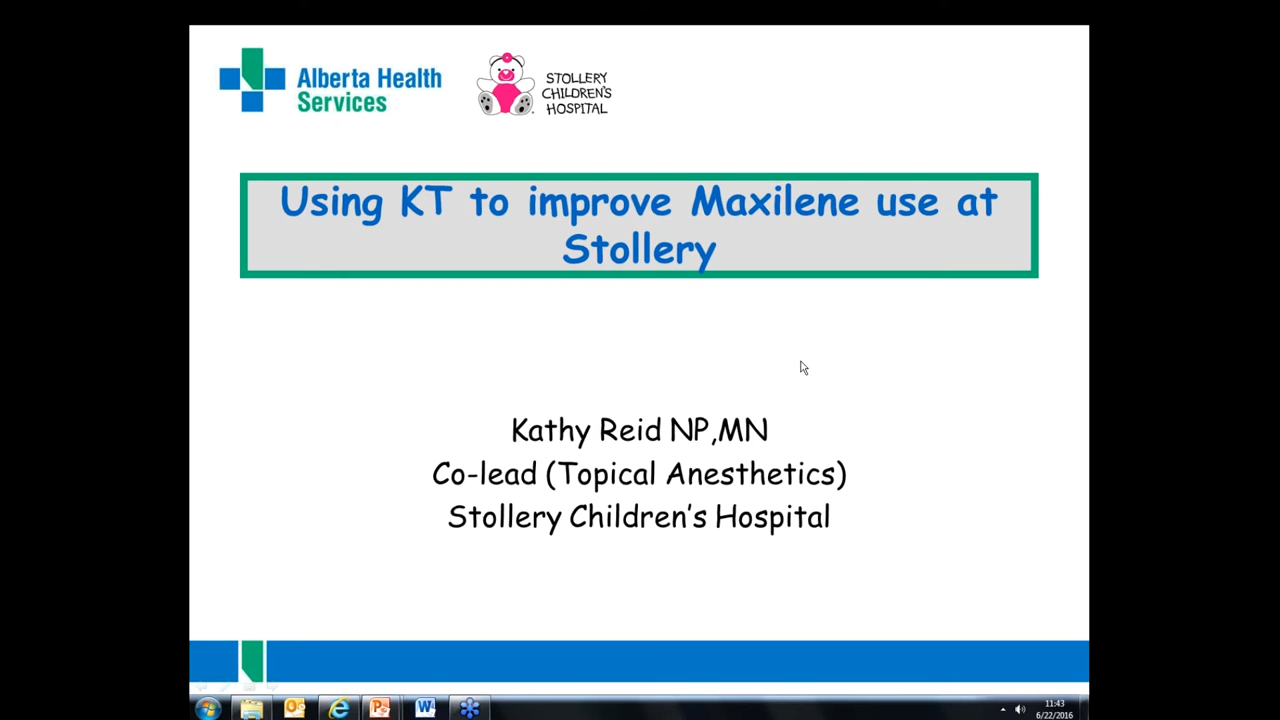 Alberta Health
Services
STOLLERY
CHILDREN'S
HOSPITAL
Using KT to improve Maxilene use at
Stollery
Kathy Reid NP,MN
Co-lead (Topical Anesthetics)
Stollery Children's Hospital
11:43
6/22/2016